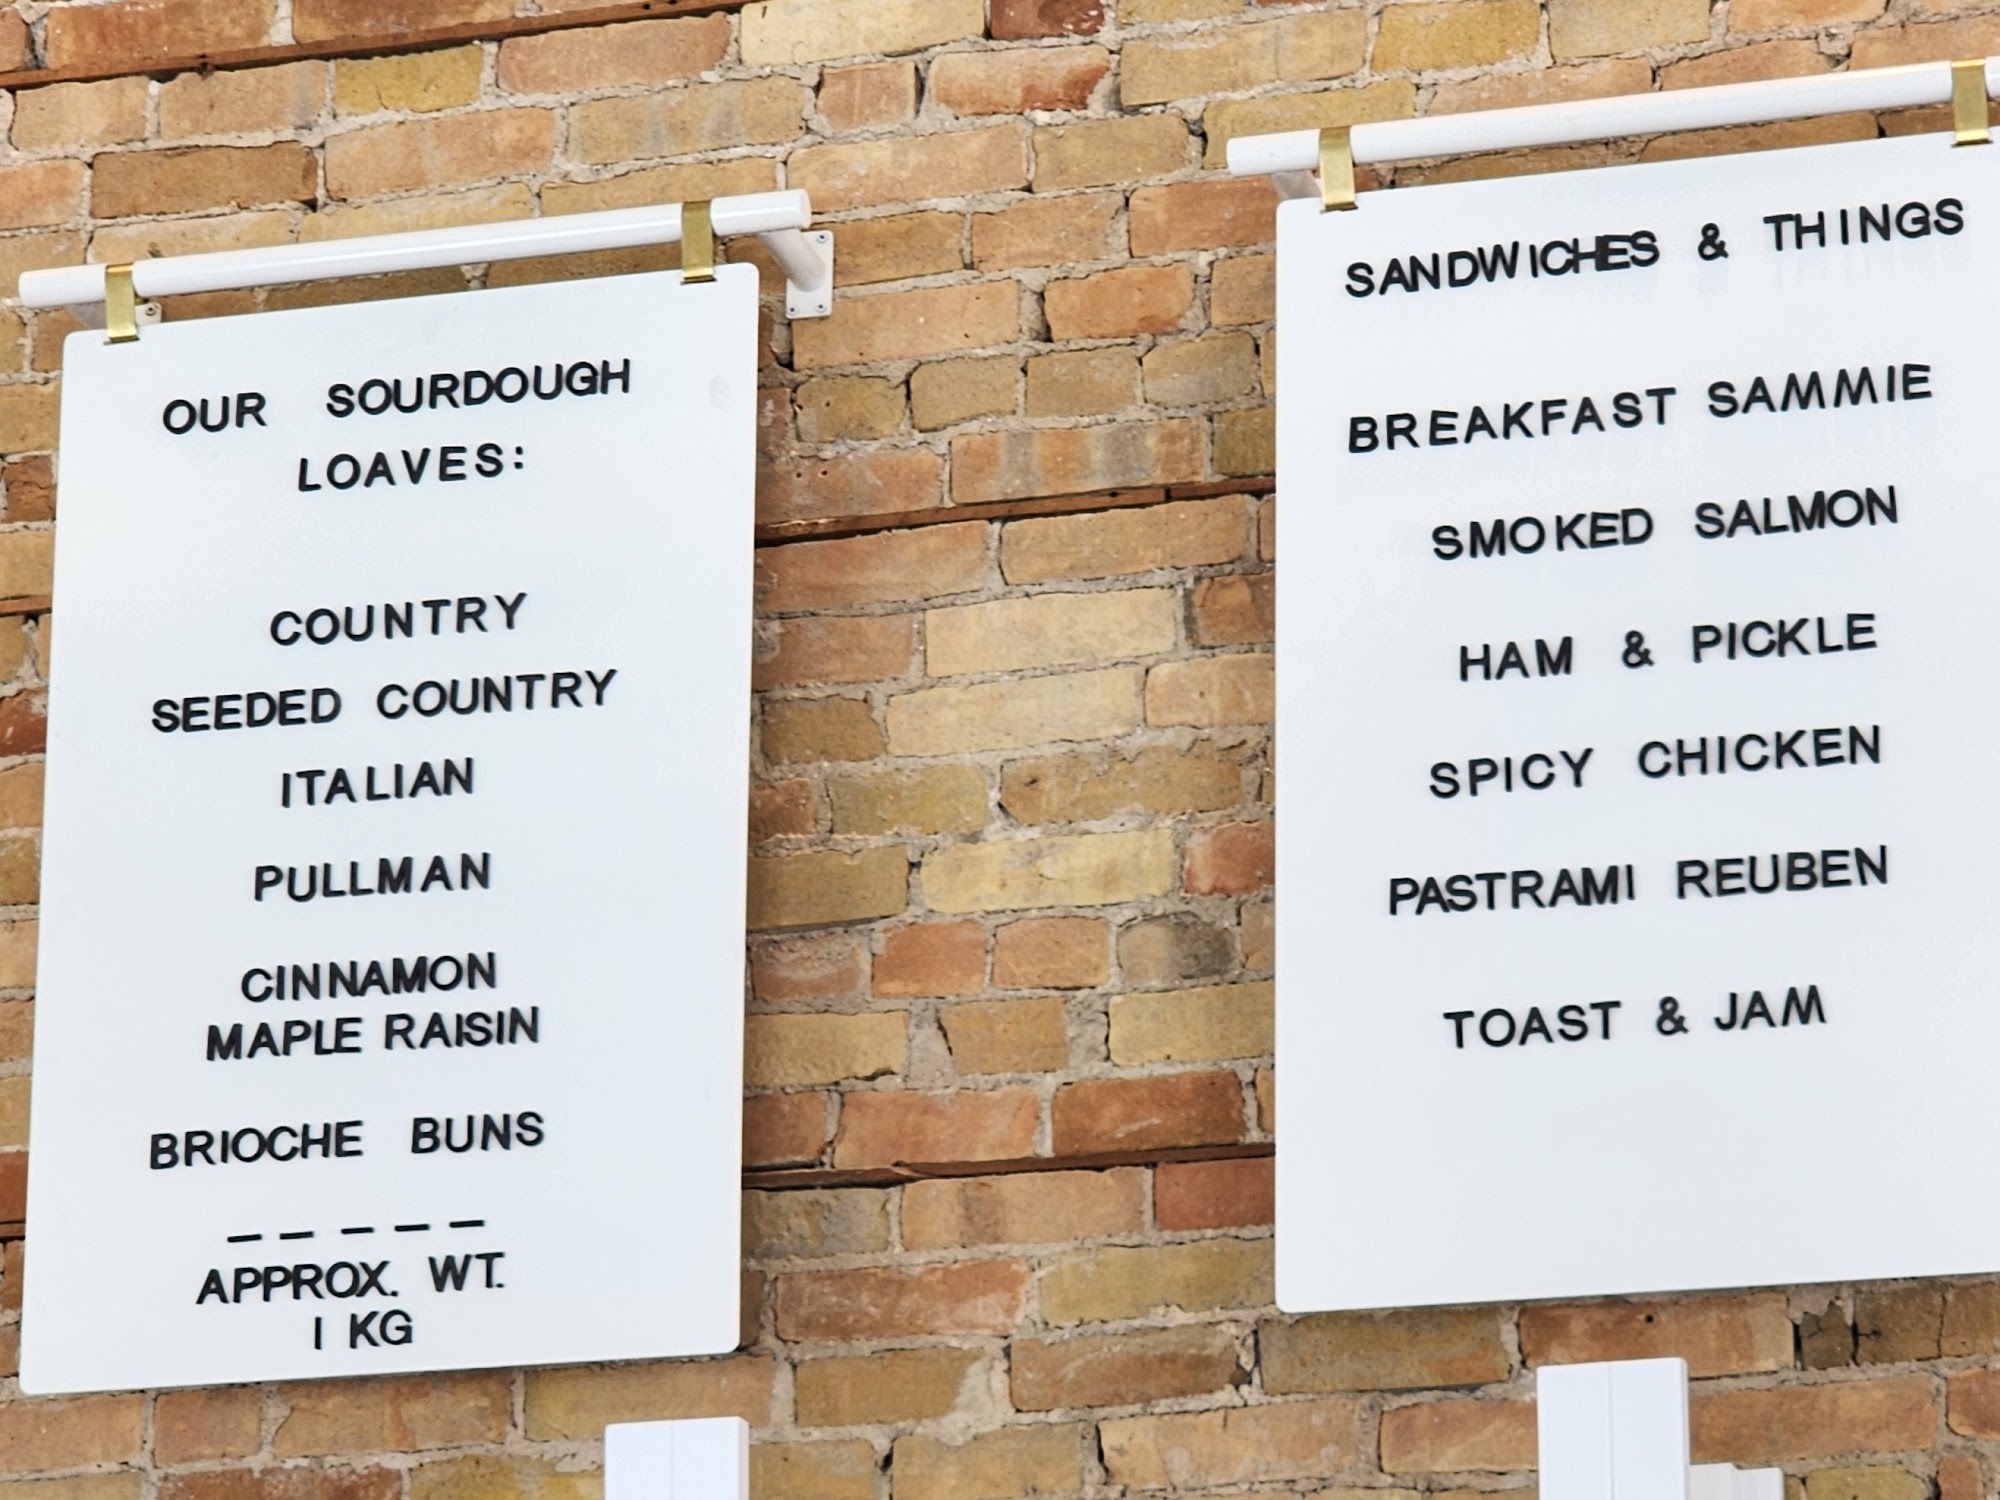 OUR SOURDOUGH
LOAVES:
COUNTRY
SEEDED COUNTRY
ITALIAN
PULLMAN
CINNAMON
MAPLE RAISIN
BRIOCHE BUNS
_ _ _ _ _
APPROX. WT.
1 KG
SANDWICHES & THINGS
BREAKFAST SAMMIE
SMOKED SALMON
HAM & PICKLE
SPICY CHICKEN
PASTRAMI REUBEN
TOAST & JAM